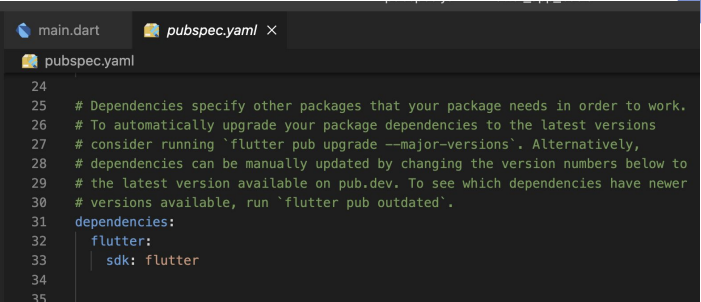 main.dart
pubspec.yaml ×
pubspec.yaml
24
25 # Dependencies specify other packages that your package needs in order to work.
26 # To automatically upgrade your package dependencies to the latest versions
27 # consider running `flutter pub upgrade --major-versions`. Alternatively,
28 # dependencies can be manually updated by changing the version numbers below to
29 # the latest version available on pub.dev. To see which dependencies have newer
30 # versions available, run `flutter pub outdated`.
31 dependencies:
32 flutter:
33 sdk: flutter
34
35